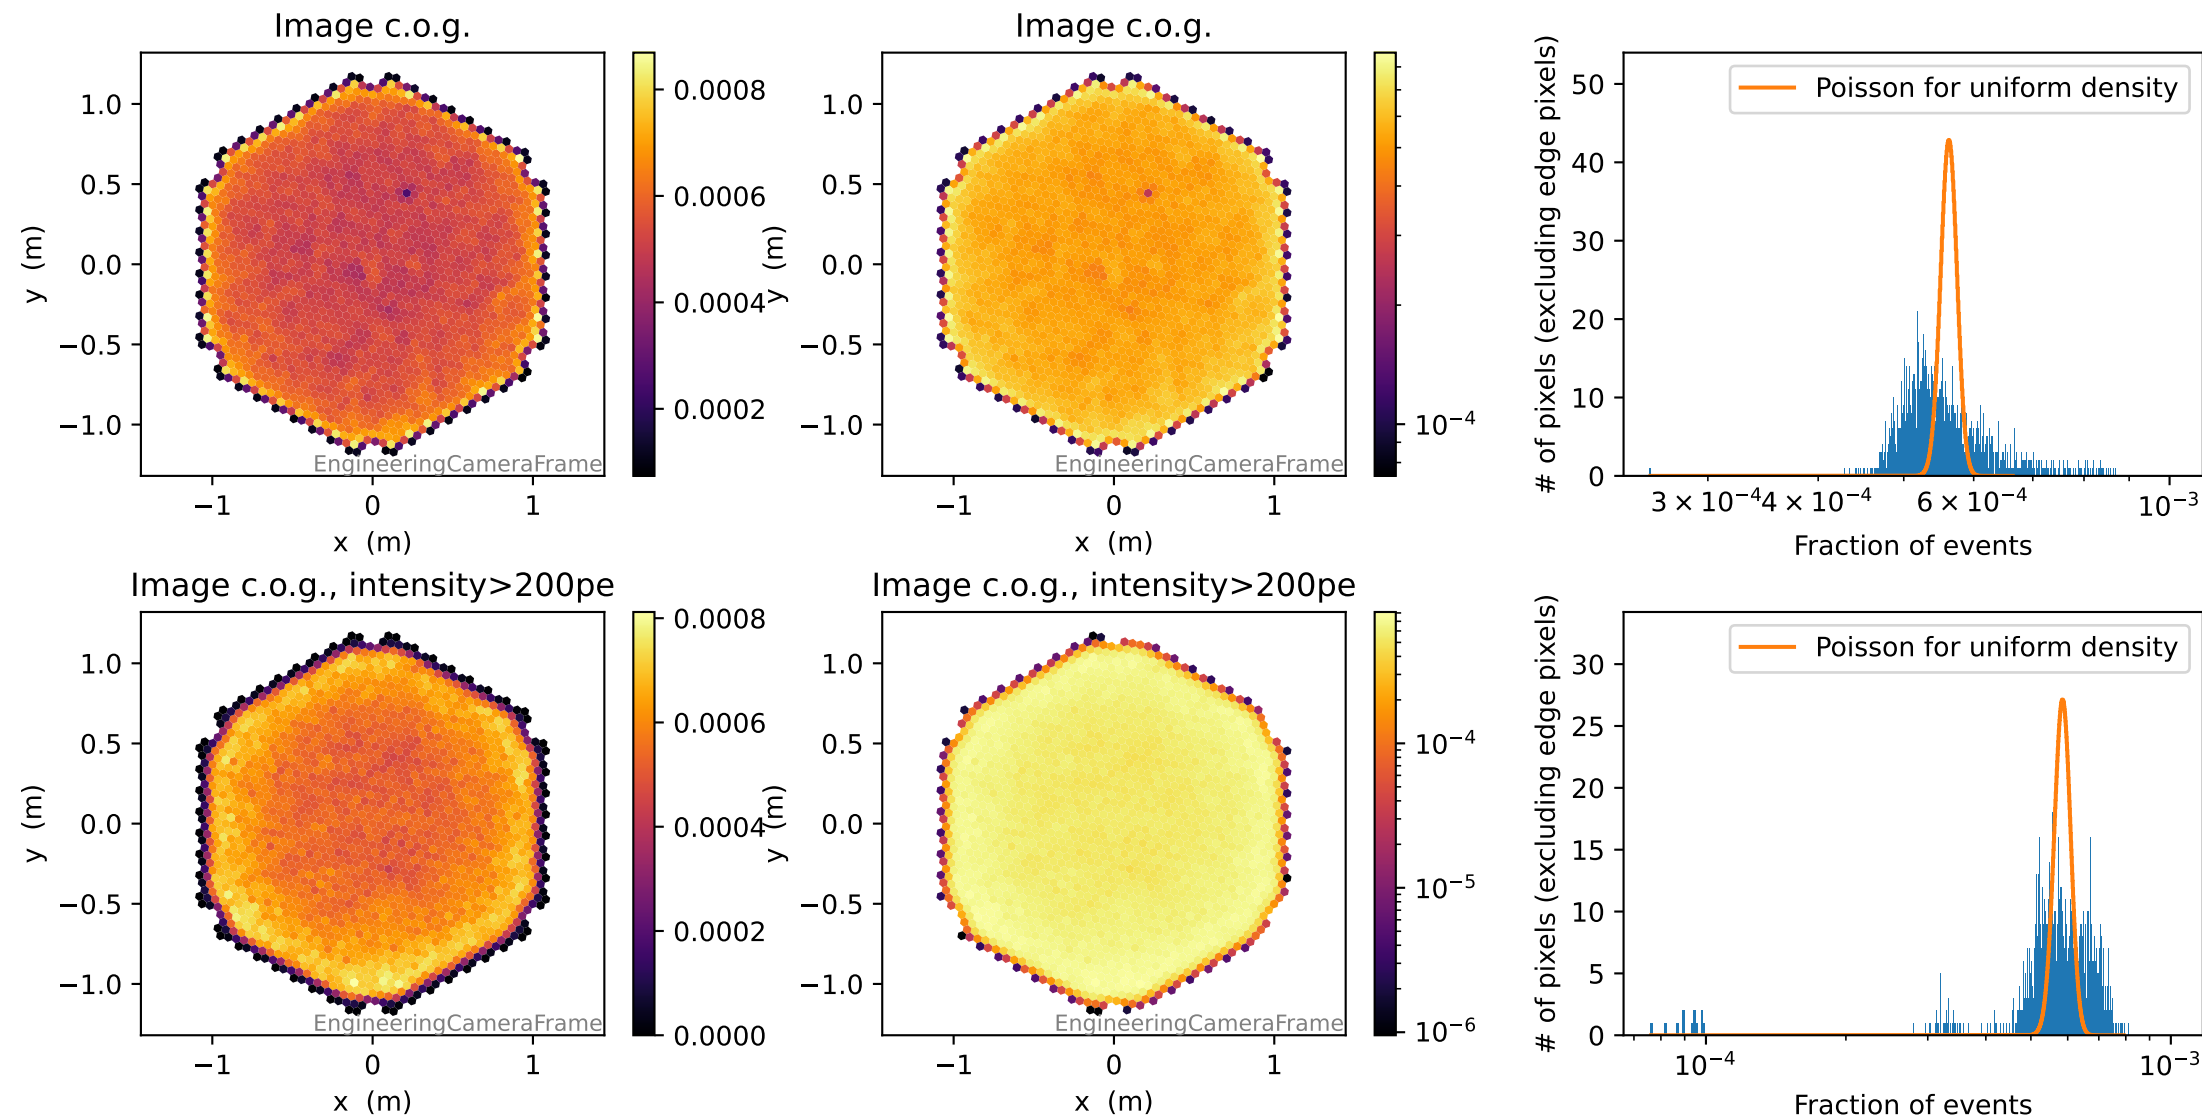 Image c.o.g.
1.0
0.5
0.0
−0.5
−1.0
y (m)
−1
0
1
x (m)
EngineeringCameraFrame
0.0008
0.0006
0.0004
0.0002
Image c.o.g.
1.0
0.5
0.0
−0.5
−1.0
y (m)
−1
0
1
x (m)
EngineeringCameraFrame
10⁻⁴
# of pixels (excluding edge pixels)
50
40
30
20
10
0
Poisson for uniform density
3 × 10⁻⁴
4 × 10⁻⁴
6 × 10⁻⁴
10⁻³
Fraction of events
Image c.o.g., intensity>200pe
1.0
0.5
0.0
−0.5
−1.0
y (m)
−1
0
1
x (m)
EngineeringCameraFrame
0.0008
0.0006
0.0004
0.0002
0.0000
Image c.o.g., intensity>200pe
1.0
0.5
0.0
−0.5
−1.0
y (m)
−1
0
1
x (m)
EngineeringCameraFrame
10⁻⁴
10⁻⁵
10⁻⁶
# of pixels (excluding edge pixels)
30
25
20
15
10
5
0
Poisson for uniform density
10⁻⁴
10⁻³
Fraction of events